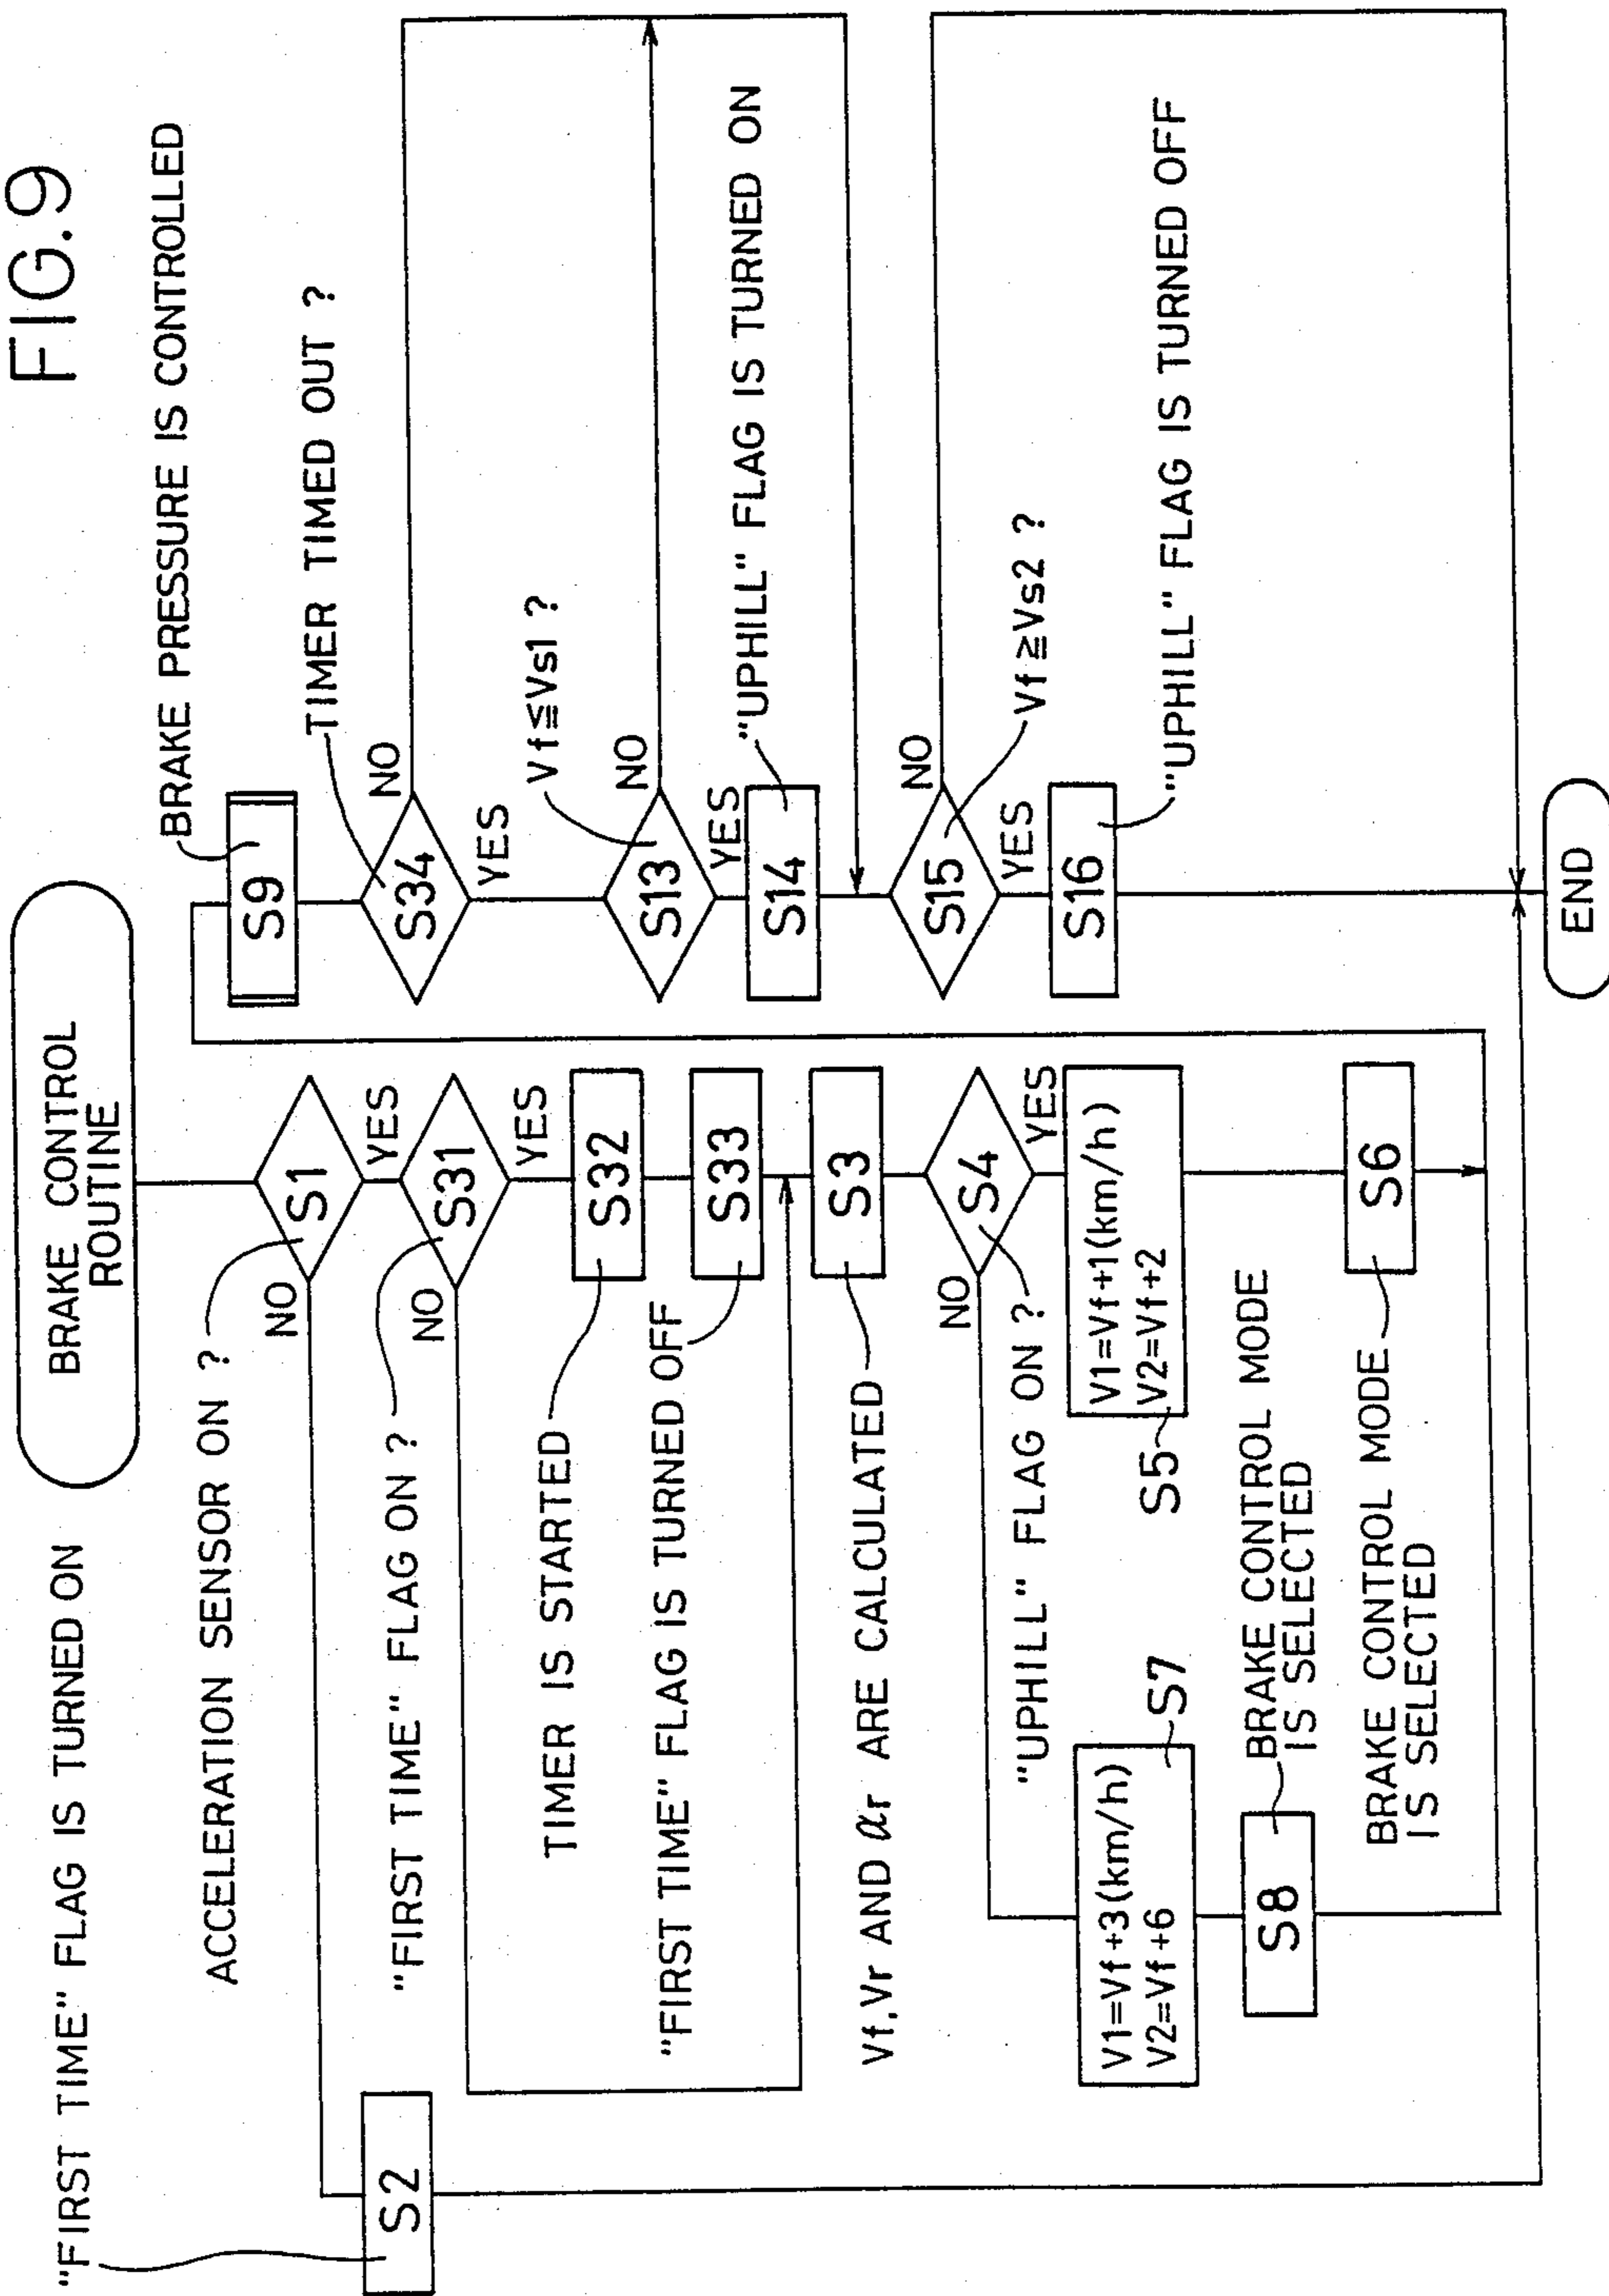 FIG.9
BRAKE CONTROL
ROUTINE
"FIRST TIME" FLAG IS TURNED ON
S2
ACCELERATION SENSOR ON ?
S1
NO
YES
"FIRST TIME" FLAG ON ?
S31
NO
YES
TIMER IS STARTED
S32
"FIRST TIME" FLAG IS TURNED OFF
S33
Vf,Vr AND αr ARE CALCULATED
S3
"UPHILL" FLAG ON ?
S4
NO
YES
V1=Vf+3(km/h)
V2=Vf+6
S7
V1=Vf+1(km/h)
V2=Vf+2
S5
S8
BRAKE CONTROL MODE
IS SELECTED
BRAKE CONTROL MODE
IS SELECTED
S6
BRAKE PRESSURE IS CONTROLLED
S9
TIMER TIMED OUT ?
S34
NO
YES
Vf≦Vs1 ?
S13
NO
YES
"UPHILL" FLAG IS TURNED ON
S14
S15
NO
Vf≧Vs2 ?
YES
S16
"UPHILL" FLAG IS TURNED OFF
END